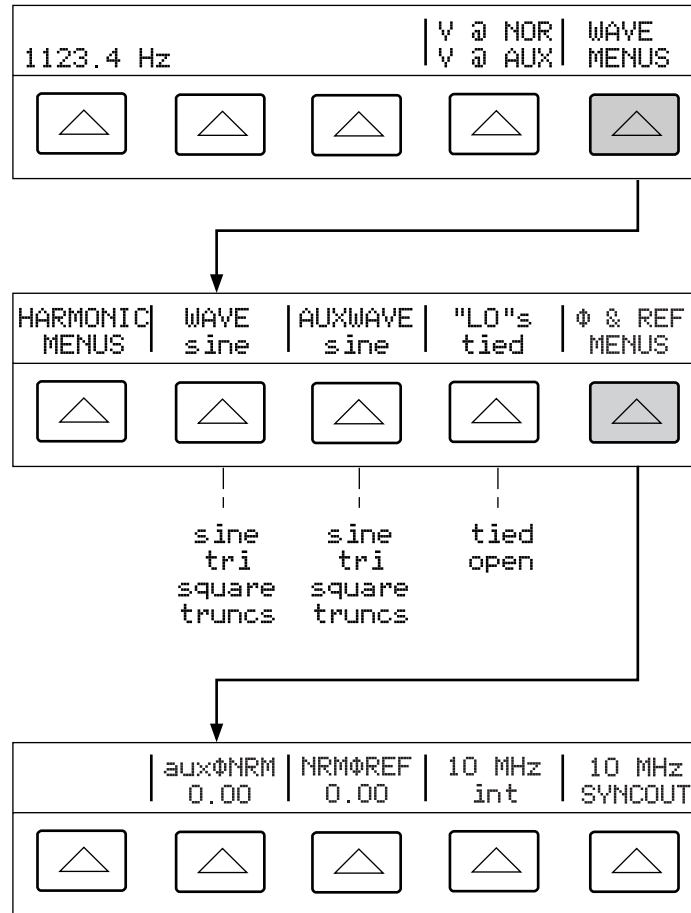 1123.4 Hz
V @ NOR
V @ AUX
WAVE
MENUS
HARMONIC
MENUS
WAVE
sine
AUXWAVE
sine
"LO"s
tied
Φ & REF
MENUS
sine
tri
square
truncs
sine
tri
square
truncs
tied
open
auxΦNRM
0.00
NRMΦREF
0.00
10 MHz
int
10 MHz
SYNCOUT